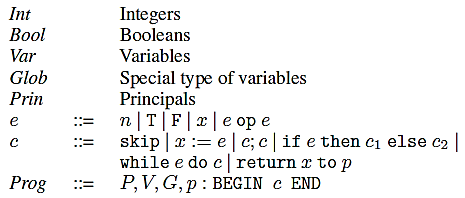 Int Integers
Bool Booleans
Var Variables
Glob Special type of variables
Prin Principals
e ::= n | T | F | x | e op e
c ::= skip | x := e | c; c | if e then c₁ else c₂ |
while e do c | return x to p
Prog ::= P, V, G, p : BEGIN c END